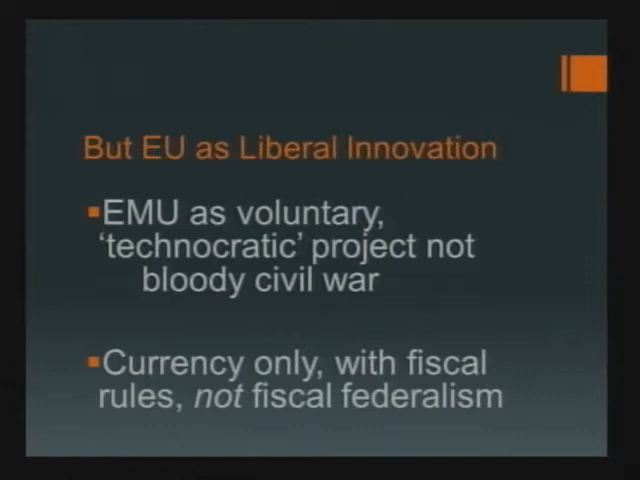 But EU as Liberal Innovation
▪EMU as voluntary,
‘technocratic’ project not
bloody civil war
▪Currency only, with fiscal
rules, not fiscal federalism